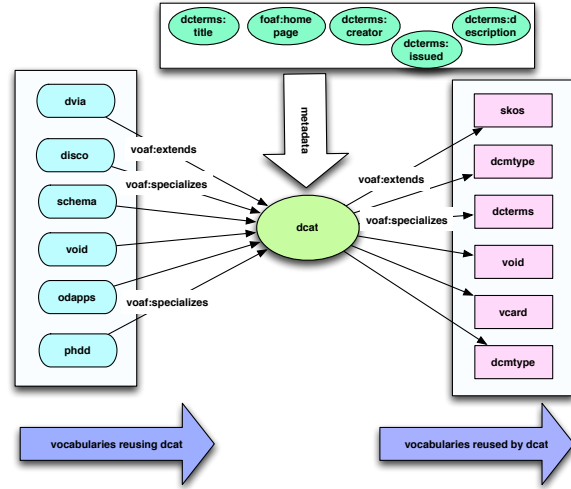 dcterms:
title
foaf:home
page
dcterms:
creator
dcterms:
issued
dcterms:d
escription
metadata
dvia
disco
schema
void
odapps
phdd
voaf:extends
voaf:specializes
voaf:specializes
dcat
voaf:extends
voaf:specializes
skos
dcmtype
dcterms
void
vcard
dcmtype
vocabularies reusing dcat
vocabularies reused by dcat